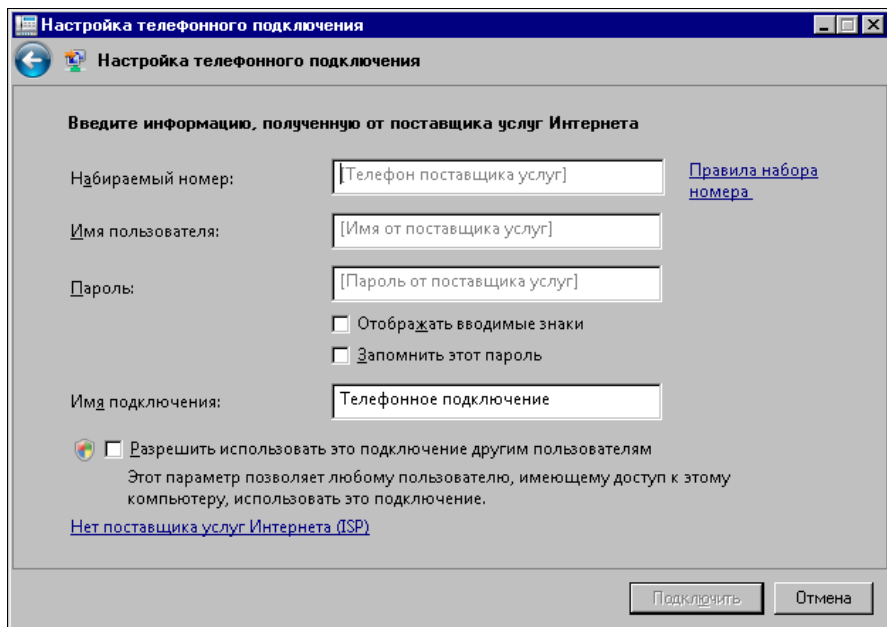 Настройка телефонного подключения
Настройка телефонного подключения
Введите информацию, полученную от поставщика услуг Интернета
Набираемый номер:
[Телефон поставщика услуг]
Правила набора
номера
Имя пользователя:
[Имя от поставщика услуг]
Пароль:
[Пароль от поставщика услуг]
Отображать вводимые знаки
Запомнить этот пароль
Имя подключения:
Телефонное подключение
Разрешить использовать это подключение другим пользователям
Этот параметр позволяет любому пользователю, имеющему доступ к этому
компьютеру, использовать это подключение.
Нет поставщика услуг Интернета (ISP)
Подключить
Отмена